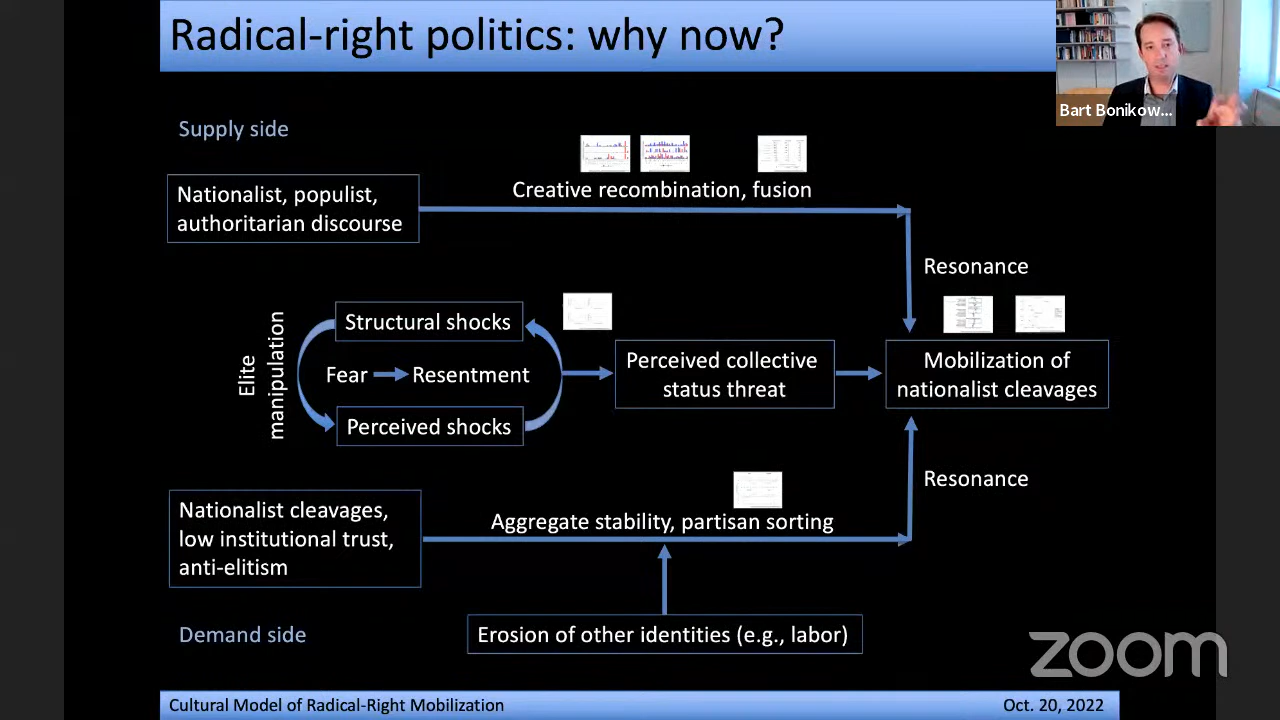 Radical-right politics: why now?
Bart Bonikow...
Supply side
Nationalist, populist,
authoritarian discourse
Creative recombination, fusion
Resonance
Elite
manipulation
Structural shocks
Fear
Resentment
Perceived shocks
Perceived collective
status threat
Mobilization of
nationalist cleavages
Resonance
Nationalist cleavages,
low institutional trust,
anti-elitism
Aggregate stability, partisan sorting
Demand side
Erosion of other identities (e.g., labor)
zoom
Cultural Model of Radical-Right Mobilization
Oct. 20, 2022